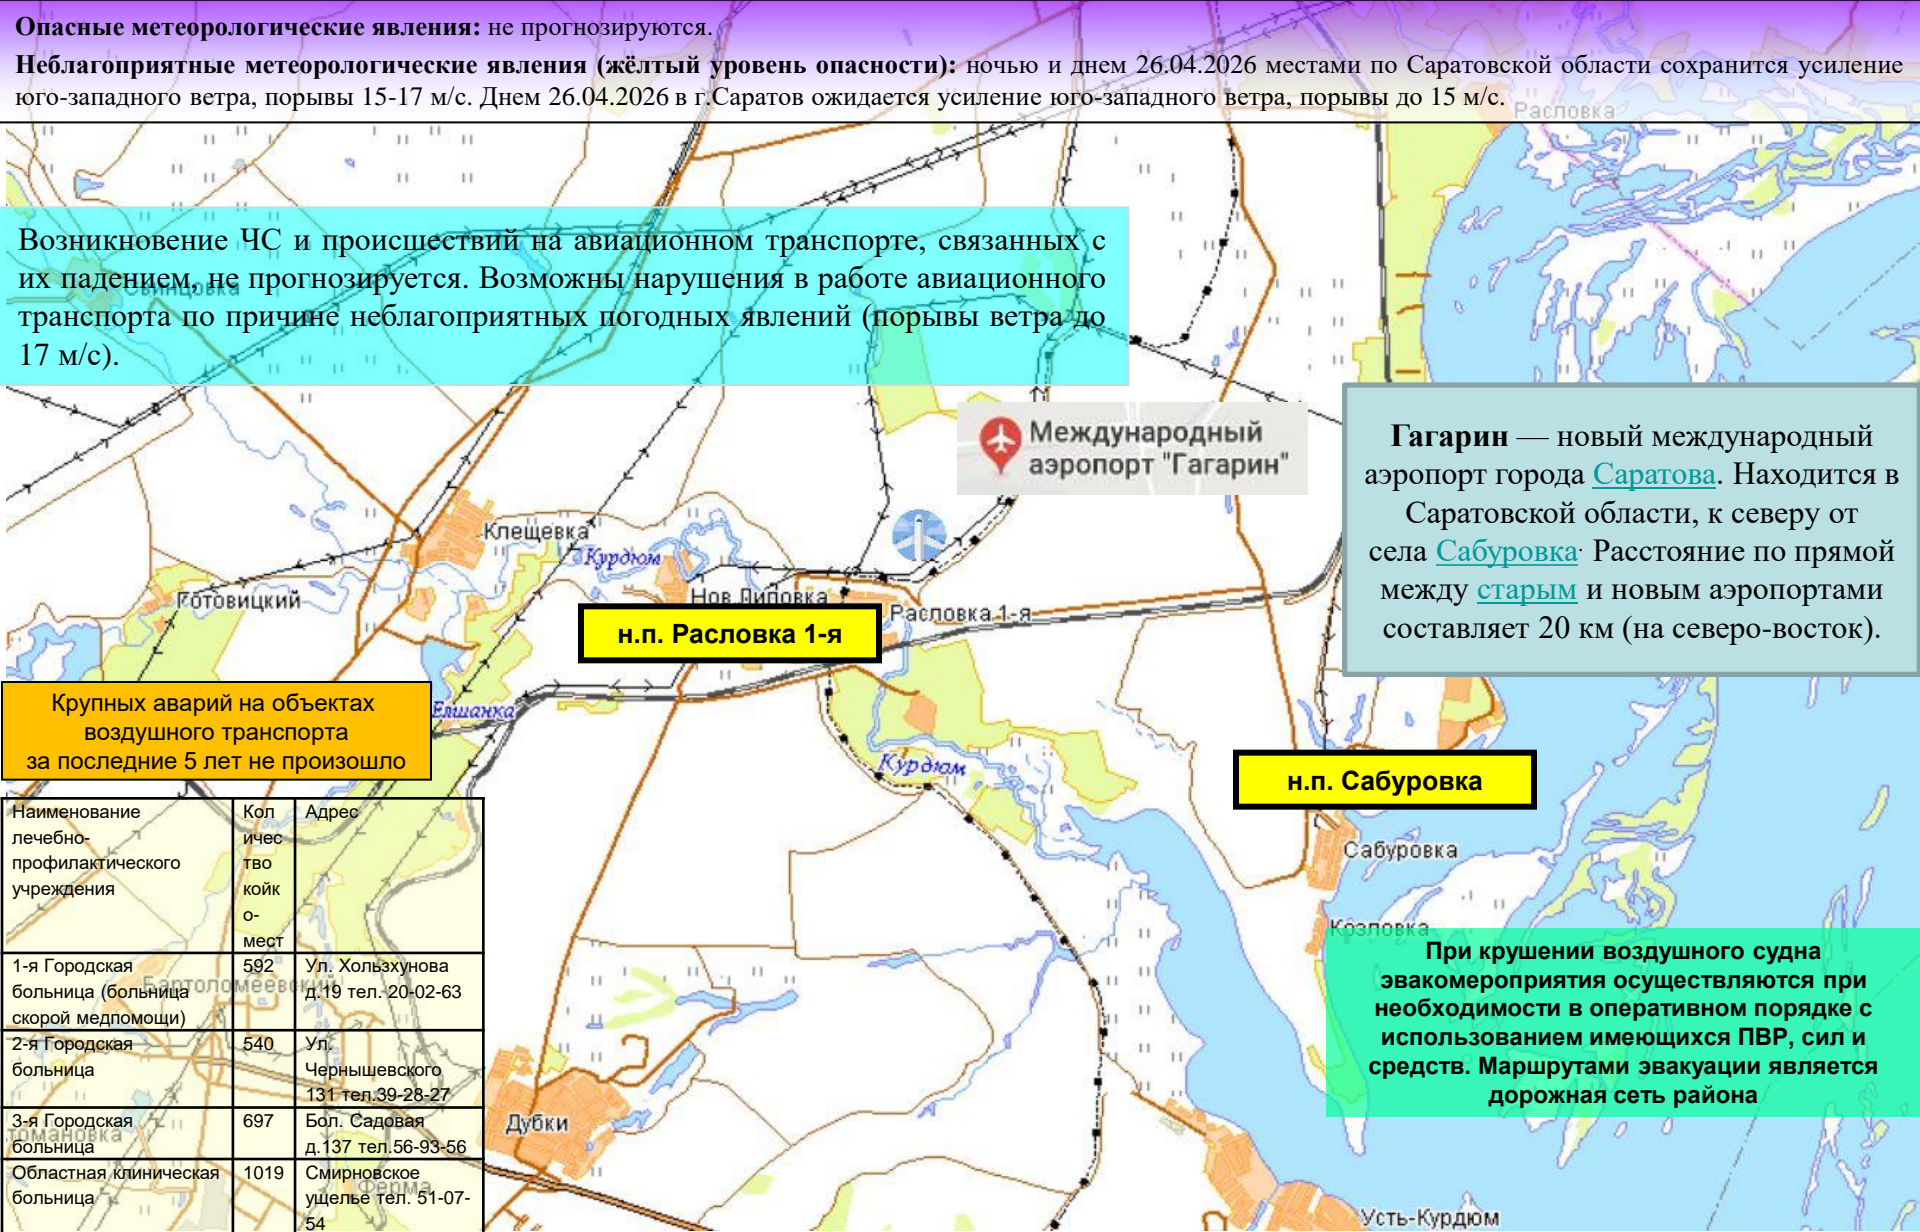 Опасные метеорологические явления: не прогнозируются.
Неблагоприятные метеорологические явления (жёлтый уровень опасности): ночью и днем 26.04.2026 местами по Саратовской области сохранится усиление
юго-западного ветра, порывы 15-17 м/с. Днем 26.04.2026 в г.Саратов ожидается усиление юго-западного ветра, порывы до 15 м/с.
Расловка
Возникновение ЧС и происшествий на авиационном транспорте, связанных с
их падением, не прогнозируется. Возможны нарушения в работе авиационного
транспорта по причине неблагоприятных погодных явлений (порывы ветра до
17 м/с).
Свинцовка
Международный
аэропорт "Гагарин"
Гагарин — новый международный
аэропорт города Саратова. Находится в
Саратовской области, к северу от
села Сабуровка. Расстояние по прямой
между старым и новым аэропортами
составляет 20 км (на северо-восток).
Клещевка
Курдюм
Готовицкий
Нов.Липовка
Расловка 1-я
н.п. Расловка 1-я
Елшанка
Крупных аварий на объектах
воздушного транспорта
за последние 5 лет не произошло
Курдюм
н.п. Сабуровка
Сабуровка
Козловка
Наименование
лечебно-
профилактического
учреждения
Кол
ичес
тво
койк
о-
мест
Адрес
1-я Городская
больница (больница
скорой медпомощи)
592
Ул. Хользунова
д.19 тел. 20-02-63
Бартоломеевский
2-я Городская
больница
540
Ул.
Чернышевского
131 тел.39-28-27
3-я Городская
больница
697
Бол. Садовая
д.137 тел.56-93-56
Областная клиническая
больница
1019
Смирновское
ущелье тел. 51-07-
54
Ферма
Дубки
При крушении воздушного судна
эвакомероприятия осуществляются при
необходимости в оперативном порядке с
использованием имеющихся ПВР, сил и
средств. Маршрутами эвакуации является
дорожная сеть района
Усть-Курдюм